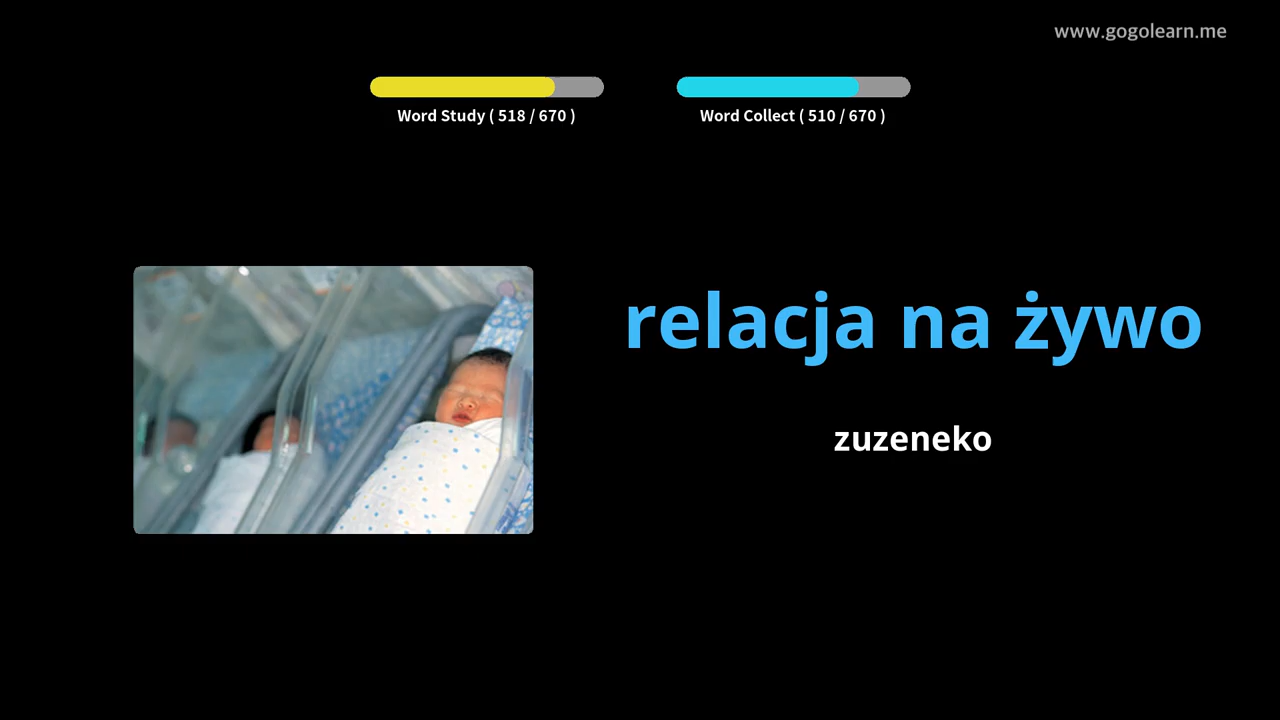 www.gogolearn.me
Word Study ( 518 / 670 )
Word Collect ( 510 / 670 )
relacja na żywo
zuzeneko